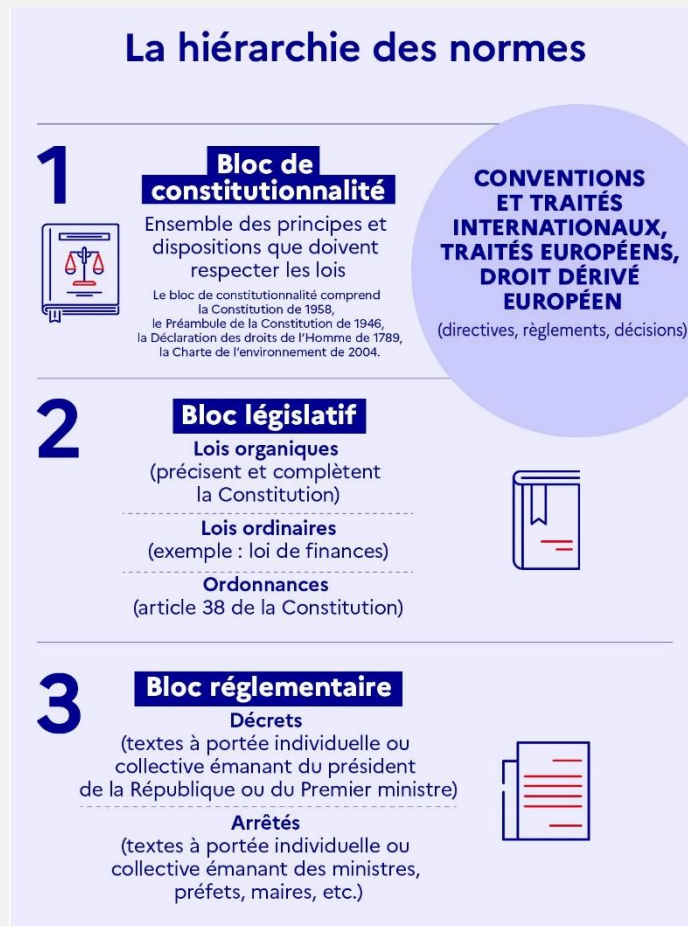 La hiérarchie des normes
1
Bloc de
constitutionnalité
Ensemble des principes et
dispositions que doivent
respecter les lois
Le bloc de constitutionnalité comprend
la Constitution de 1958,
le Préambule de la Constitution de 1946,
la Déclaration des droits de l'Homme de 1789,
la Charte de l'environnement de 2004.
CONVENTIONS
ET TRAITÉS
INTERNATIONAUX,
TRAITÉS EUROPÉENS,
DROIT DÉRIVÉ
EUROPÉEN
(directives, règlements, décisions)
2
Bloc législatif
Lois organiques
(précisent et complètent
la Constitution)
Lois ordinaires
(exemple : loi de finances)
Ordonnances
(article 38 de la Constitution)
3
Bloc réglementaire
Décrets
(textes à portée individuelle ou
collective émanant du président
de la République ou du Premier ministre)
Arrêtés
(textes à portée individuelle ou
collective émanant des ministres,
préfets, maires, etc.)